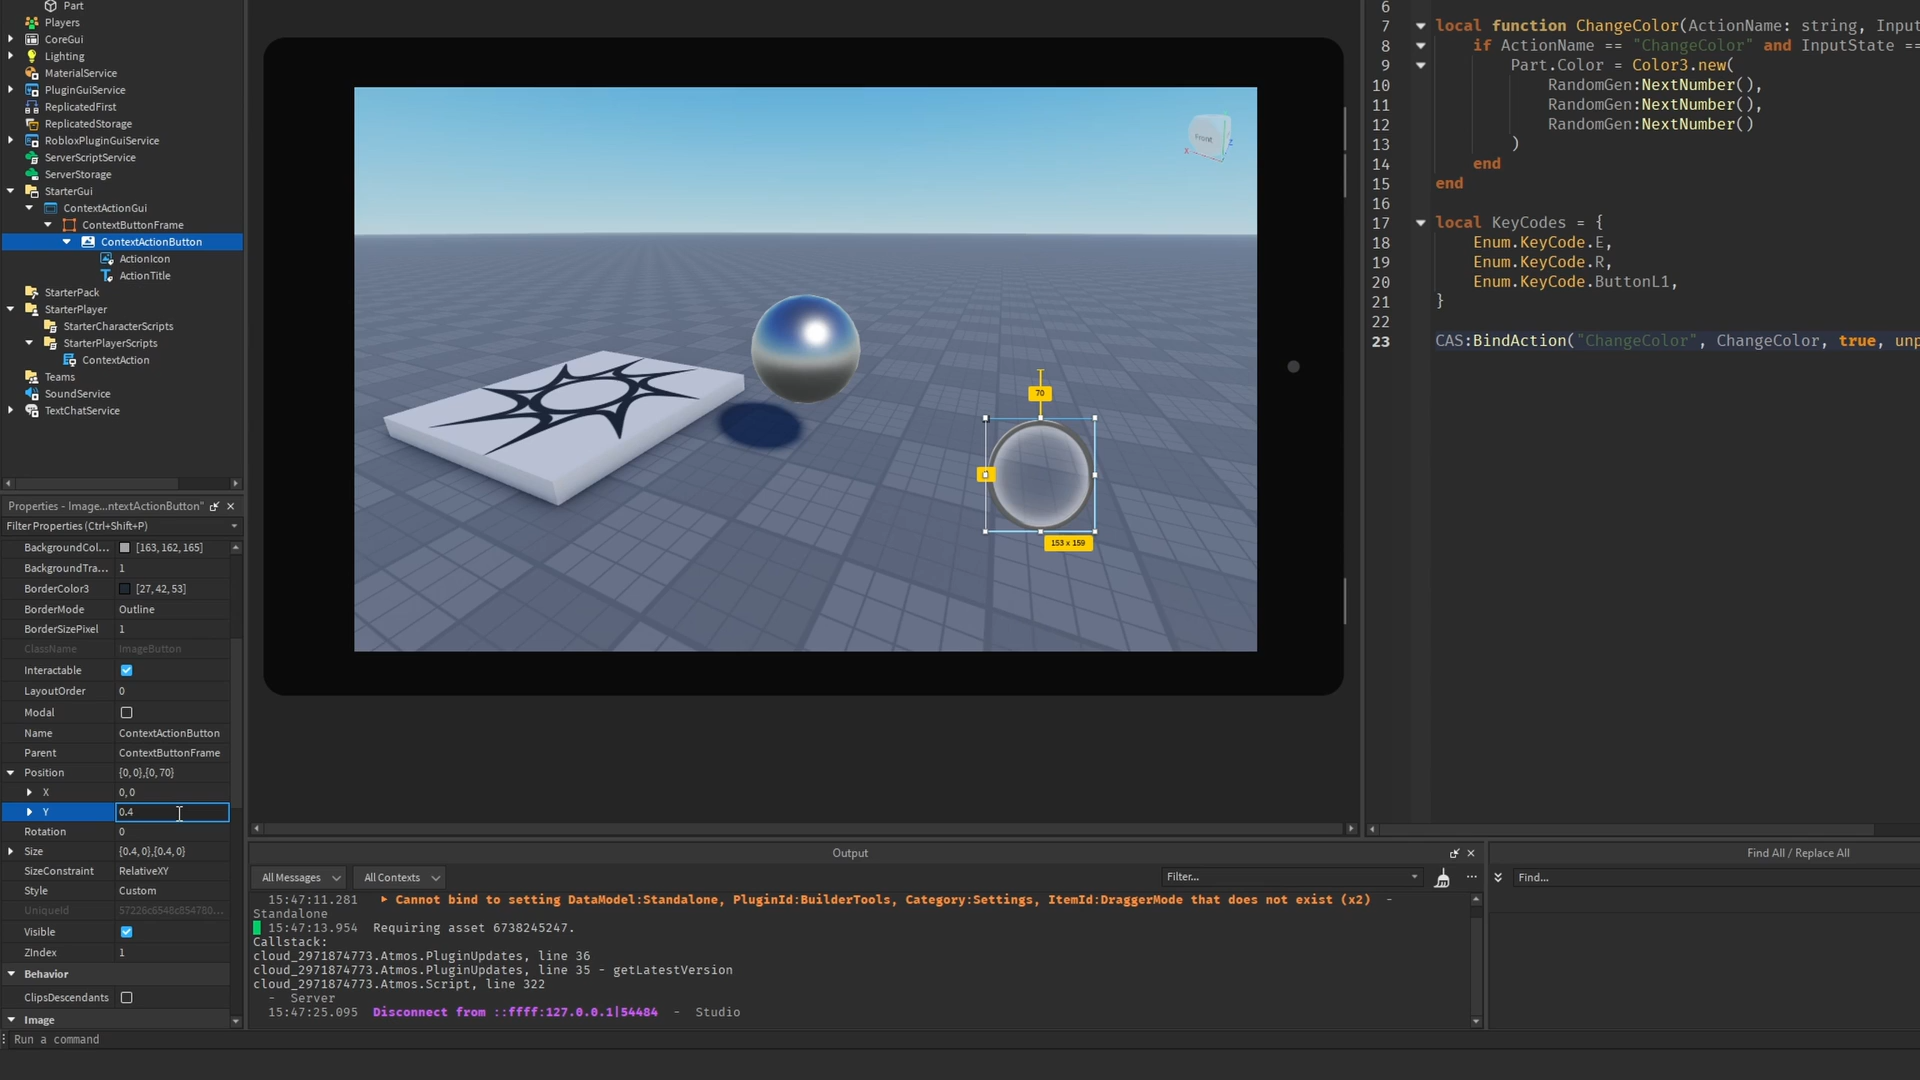 Part
Players
CoreGui
Lighting
MaterialService
PluginGuiService
ReplicatedFirst
ReplicatedStorage
RobloxPluginGuiService
ServerScriptService
ServerStorage
StarterGui
ContextActionGui
ContextButtonFrame
ContextActionButton
ActionIcon
ActionTitle
StarterPack
StarterPlayer
StarterCharacterScripts
StarterPlayerScripts
ContextAction
Teams
SoundService
TextChatService
Properties - Image...ntextActionButton"
Filter Properties (Ctrl+Shift+P)
BackgroundCol... [163, 162, 165]
BackgroundTra... 1
BorderColor3 [27, 42, 53]
BorderMode Outline
BorderSizePixel 1
ClassName ImageButton
Interactable
LayoutOrder 0
Modal
Name ContextActionButton
Parent ContextButtonFrame
Position {0, 0},{0, 70}
X 0, 0
Y 0.4
Rotation 0
Size {0.4, 0},{0.4, 0}
SizeConstraint RelativeXY
Style Custom
UniqueId 57226c6548c854780...
Visible
ZIndex 1
Behavior
ClipsDescendants
Image
Run a command
Front
X
Z
70
153 x 159
6
7 local function ChangeColor(ActionName: string, Input
8 if ActionName == "ChangeColor" and InputState ==
9 Part.Color = Color3.new(
10 RandomGen:NextNumber(),
11 RandomGen:NextNumber(),
12 RandomGen:NextNumber()
13 )
14 end
15 end
16
17 local KeyCodes = {
18 Enum.KeyCode.E,
19 Enum.KeyCode.R,
20 Enum.KeyCode.ButtonL1,
21 }
22
23 CAS:BindAction("ChangeColor", ChangeColor, true, unp
Output
All Messages All Contexts Filter... ...
15:47:11.281 Cannot bind to setting DataModel:Standalone, PluginId:BuilderTools, Category:Settings, ItemId:DraggerMode that does not exist (x2) -
Standalone
15:47:13.954 Requiring asset 6738245247.
Callstack:
cloud_2971874773.Atmos.PluginUpdates, line 36
cloud_2971874773.Atmos.PluginUpdates, line 35 - getLatestVersion
cloud_2971874773.Atmos.Script, line 322
- Server
15:47:25.095 Disconnect from ::ffff:127.0.0.1|54484 - Studio
Find All / Replace All
Find...